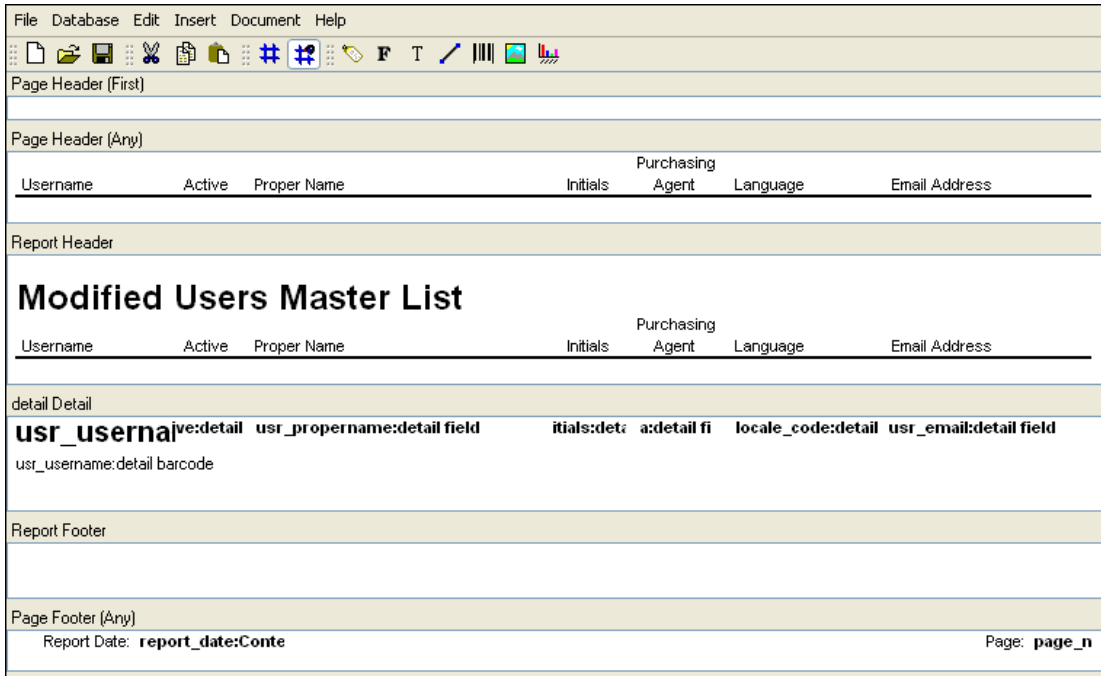 File Database Edit Insert Document Help
F T
Page Header (First)
Page Header (Any)
Purchasing
Username Active Proper Name Initials Agent Language Email Address
Report Header
Modified Users Master List
Purchasing
Username Active Proper Name Initials Agent Language Email Address
detail Detail
usr_userna ive:detail usr_propername:detail field itials:deta a:detail fi locale_code:detail usr_email:detail field
usr_username:detail barcode
Report Footer
Page Footer (Any)
Report Date: report_date:Conte Page: page_n